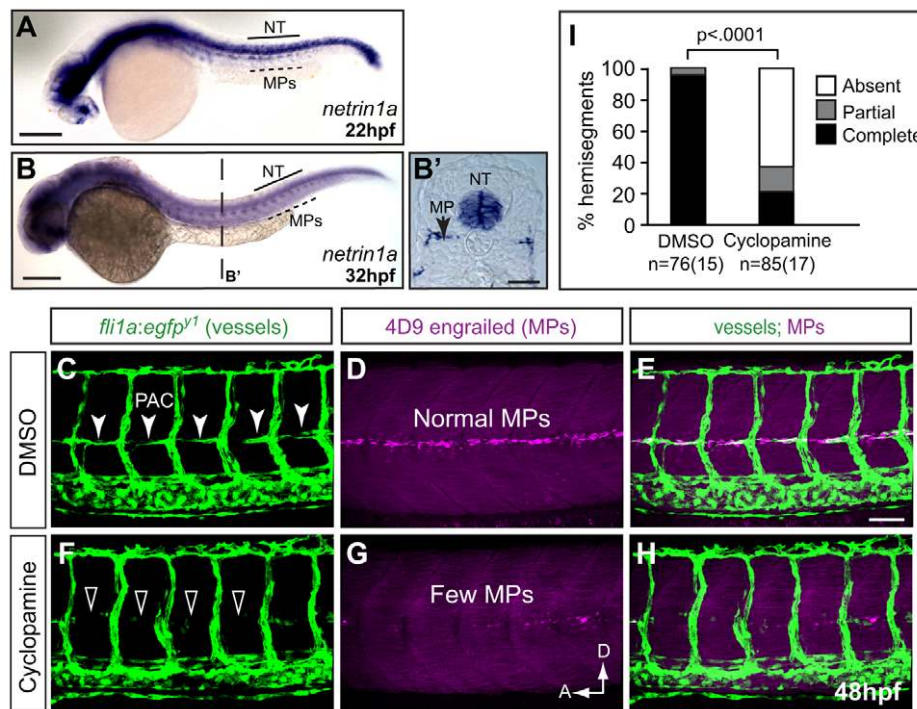 A
NT
MPs
netrin1a
22hpf
B
NT
MPs
netrin1a
B'
32hpf
B'
NT
MP
I
p<.0001
100
80
60
40
20
0
% hemisegments
Absent
Partial
Complete
DMSO Cyclopamine
n=76(15) n=85(17)
fli1a:egfpʸ¹ (vessels)
4D9 engrailed (MPs)
vessels; MPs
DMSO
C
PAC
D
Normal MPs
E
Cyclopamine
F
G
Few MPs
D
A
H
48hpf